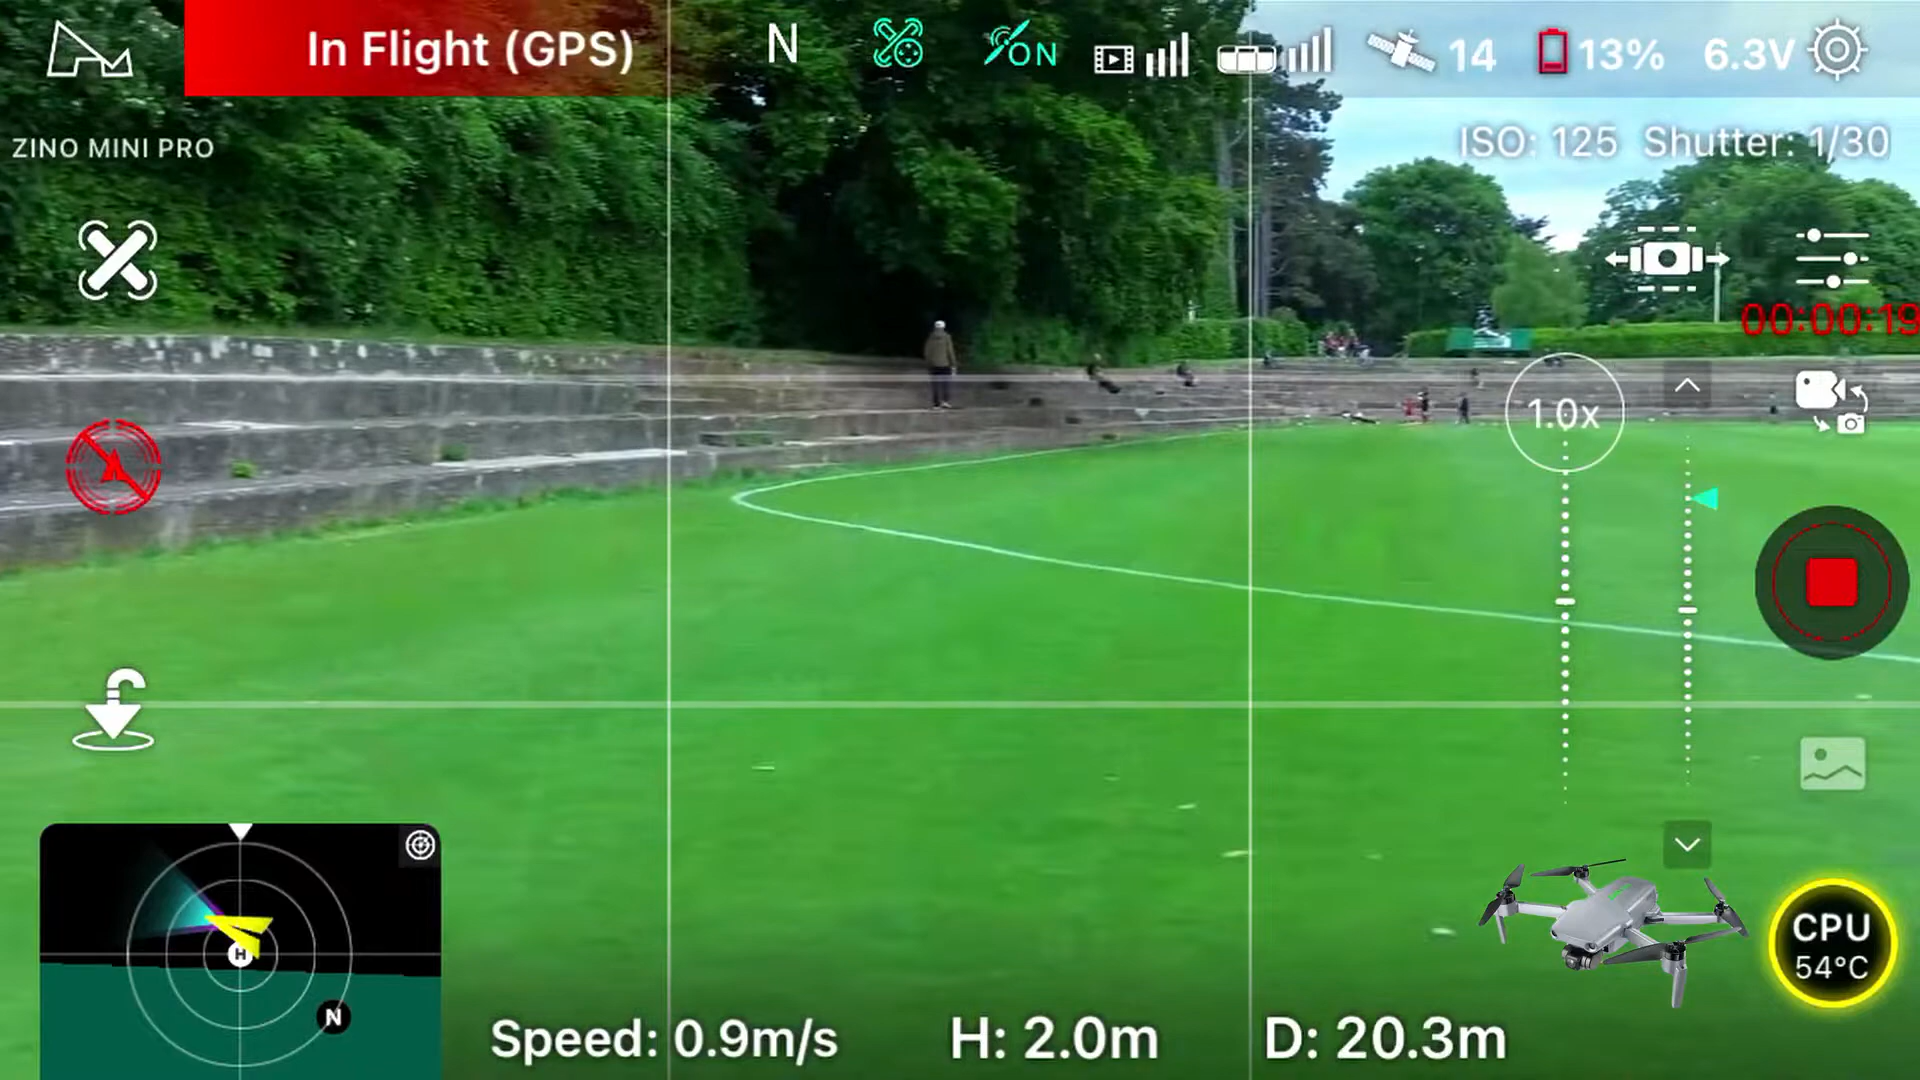 In Flight (GPS)
N
ON
14
13%
6.3V
ZINO MINI PRO
ISO: 125 Shutter: 1/30
00:00:19
1.0x
H
N
CPU
54°C
Speed: 0.9m/s
H: 2.0m
D: 20.3m